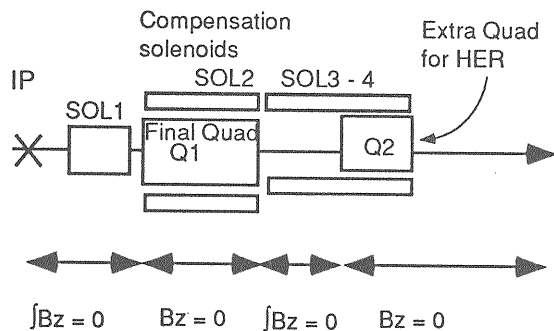 Compensation
solenoids
Extra Quad
for HER
IP
SOL2
SOL3 - 4
SOL1
Final Quad
Q1
Q2
∫Bz = 0
Bz = 0
∫Bz = 0
Bz = 0